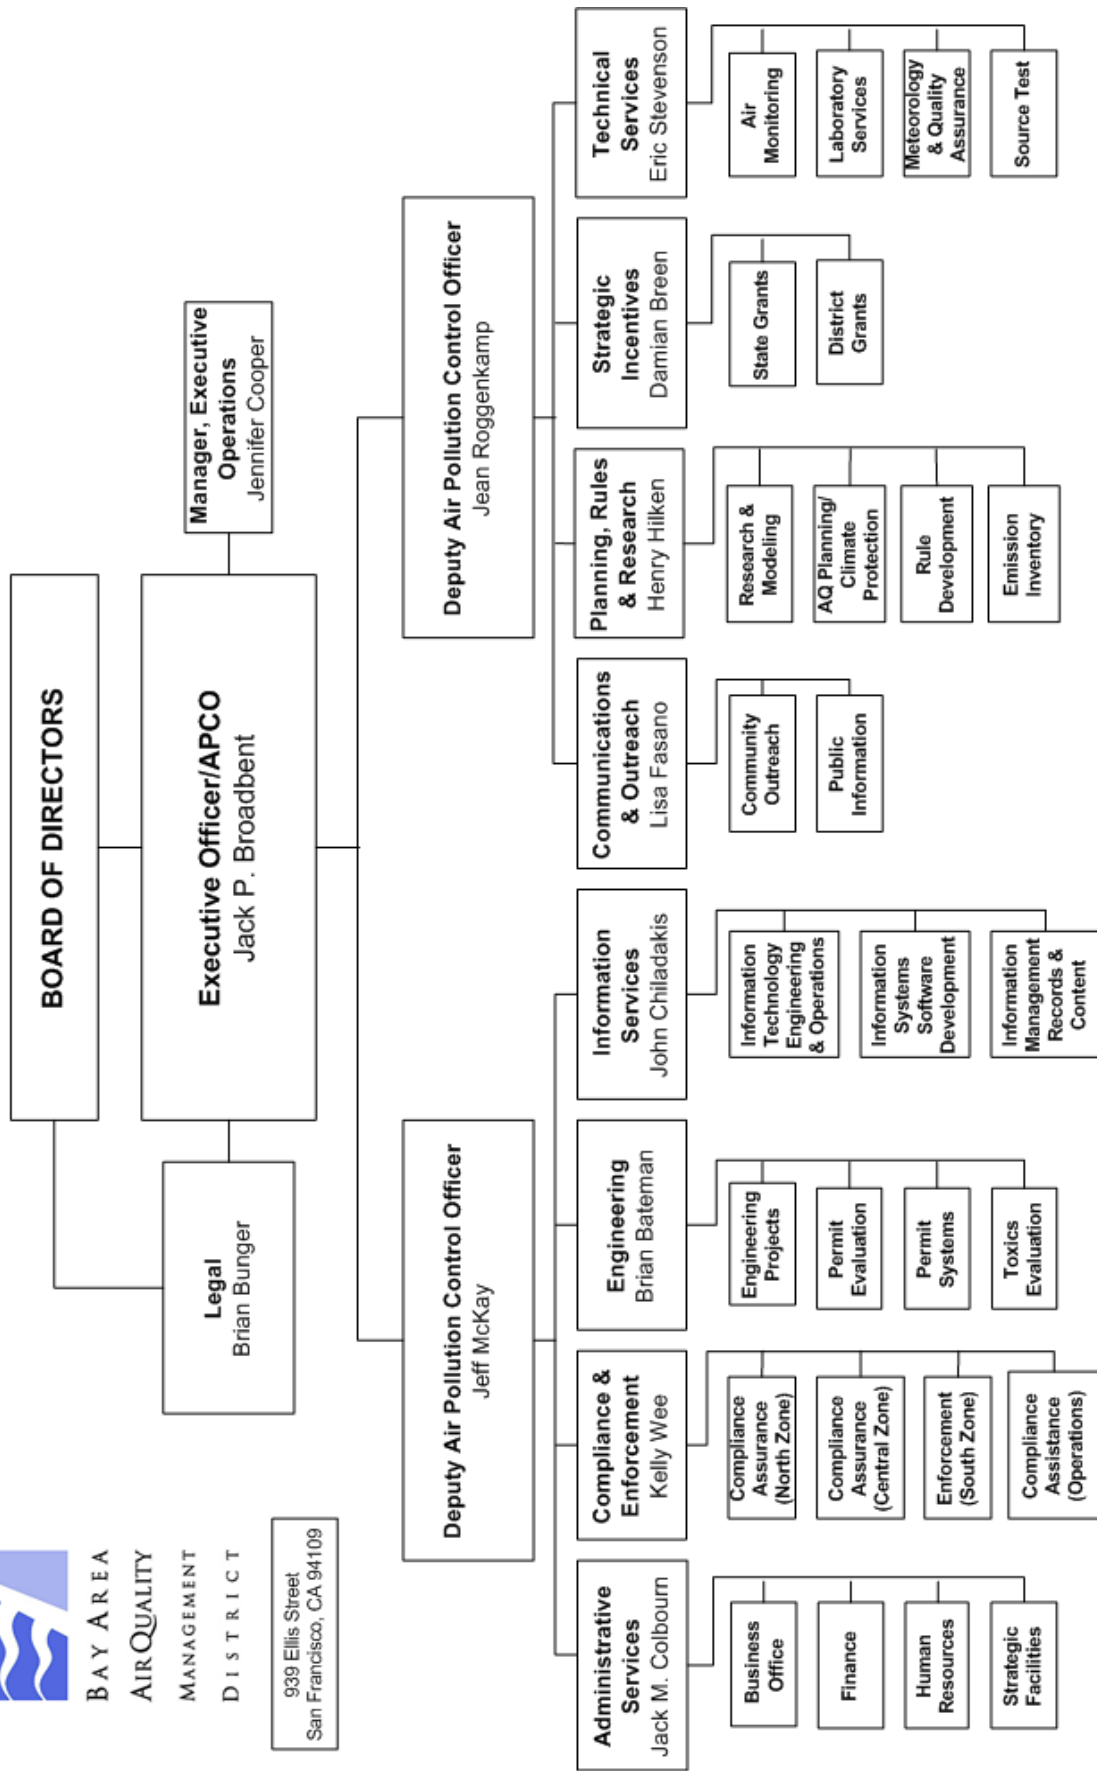 BAY AREA
AIRQUALITY
MANAGEMENT
DISTRICT
939 Ellis Street
San Francisco, CA 94109
BOARD OF DIRECTORS
Legal
Brian Bunger
Executive Officer/APCO
Jack P. Broadbent
Manager, Executive
Operations
Jennifer Cooper
Deputy Air Pollution Control Officer
Jeff McKay
Deputy Air Pollution Control Officer
Jean Roggenkamp
Administrative
Services
Jack M. Colbourn
Business
Office
Finance
Human
Resources
Strategic
Facilities
Compliance &
Enforcement
Kelly Wee
Compliance
Assurance
(North Zone)
Compliance
Assurance
(Central Zone)
Enforcement
(South Zone)
Compliance
Assistance
(Operations)
Engineering
Brian Bateman
Engineering
Projects
Permit
Evaluation
Permit
Systems
Toxics
Evaluation
Information
Services
John Chiladakis
Information
Technology
Engineering
& Operations
Information
Systems
Software
Development
Information
Management
Records &
Content
Communications
& Outreach
Lisa Fasano
Community
Outreach
Public
Information
Planning, Rules
& Research
Henry Hilken
Research &
Modeling
AQ Planning/
Climate
Protection
Rule
Development
Emission
Inventory
Strategic
Incentives
Damian Breen
State Grants
District
Grants
Technical
Services
Eric Stevenson
Air
Monitoring
Laboratory
Services
Meteorology
& Quality
Assurance
Source Test